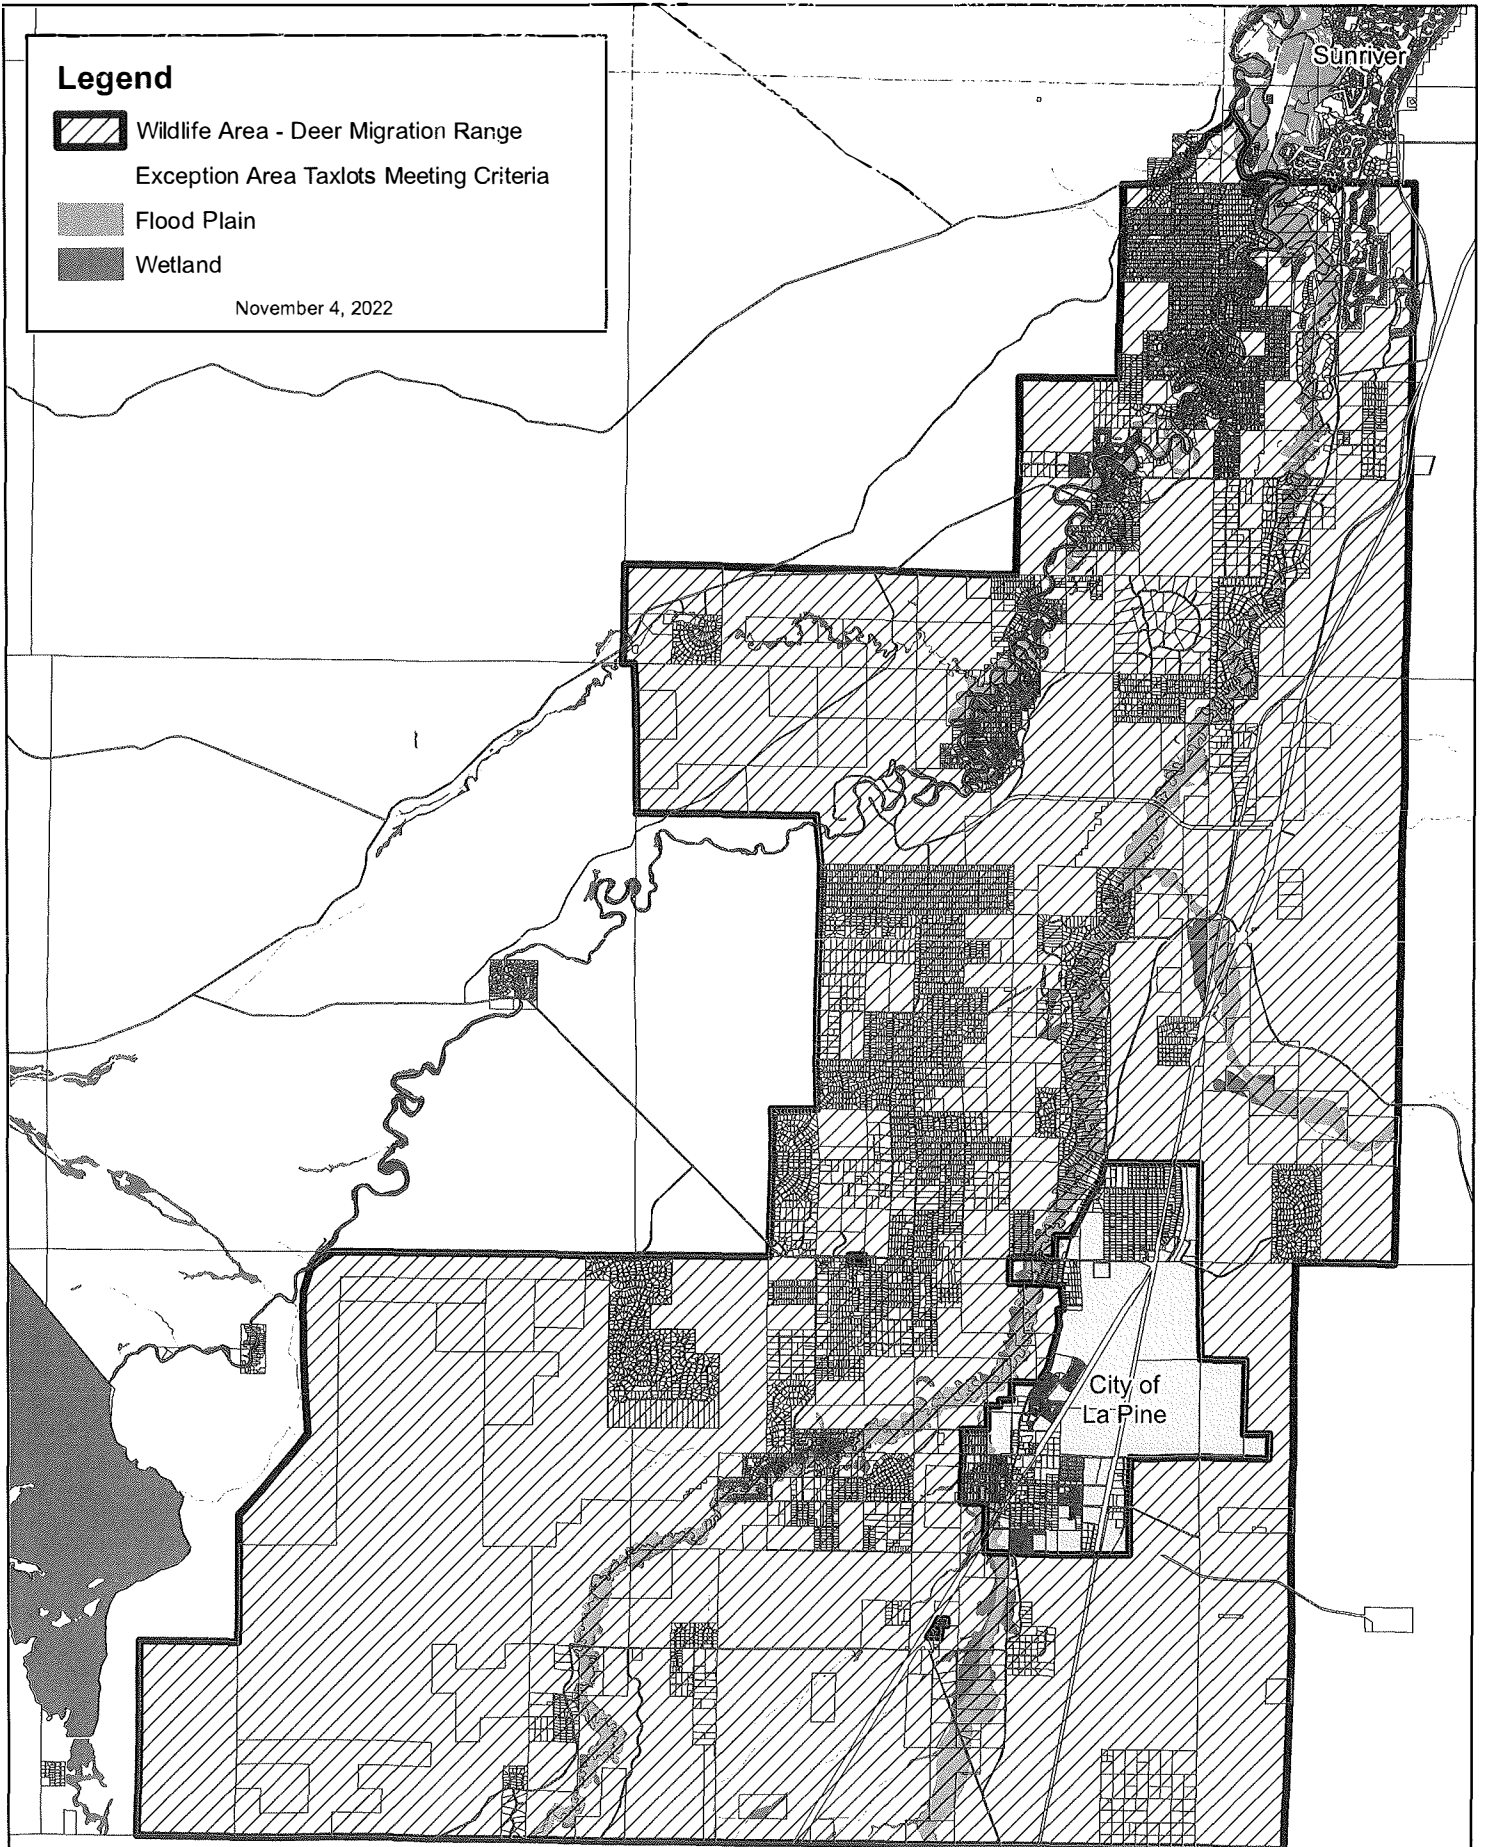 Legend
Wildlife Area - Deer Migration Range
Exception Area Taxlots Meeting Criteria
Flood Plain
Wetland
November 4, 2022
Sunriver
City of
La Pine